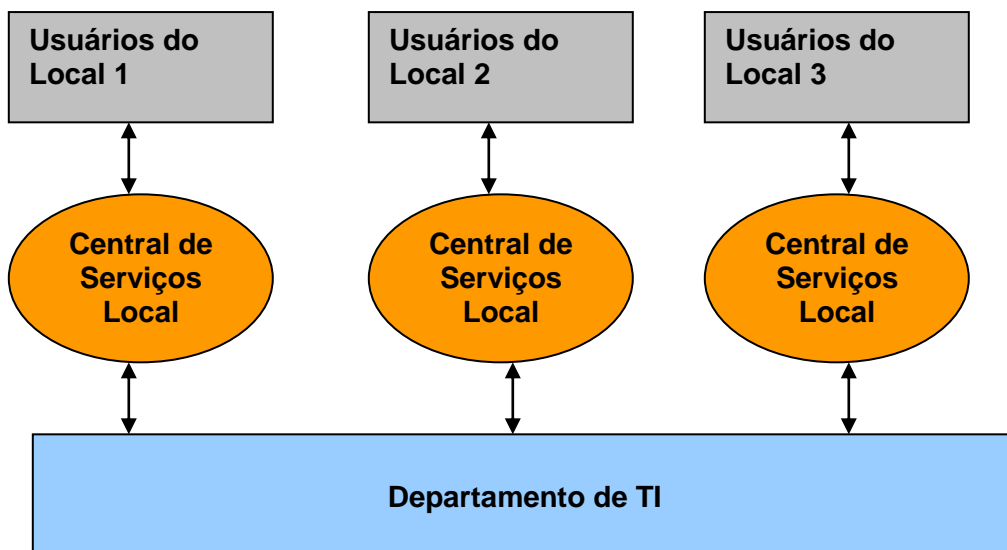 Usuários do
Local 1
Usuários do
Local 2
Usuários do
Local 3
Central de
Serviços
Local
Central de
Serviços
Local
Central de
Serviços
Local
Departamento de TI